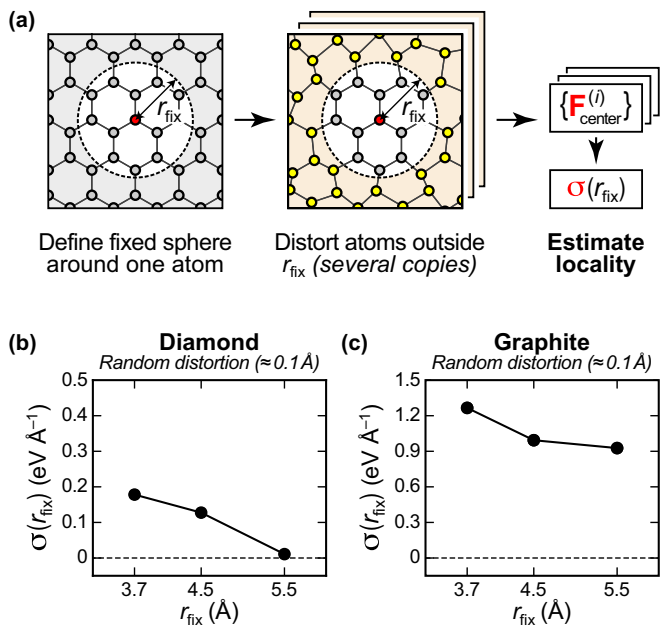 (a)
r_fix
r_fix
{F_center^(i)}
σ(r_fix)
Define fixed sphere
around one atom
Distort atoms outside
r_fix (several copies)
Estimate
locality
(b) Diamond
Random distortion (≈0.1Å)
0.5
0.4
0.3
0.2
0.1
0
σ(r_fix) (eV Å⁻¹)
3.7 4.5 5.5
r_fix (Å)
(c) Graphite
Random distortion (≈0.1Å)
1.5
1.2
0.9
0.6
0.3
0
σ(r_fix) (eV Å⁻¹)
3.7 4.5 5.5
r_fix (Å)